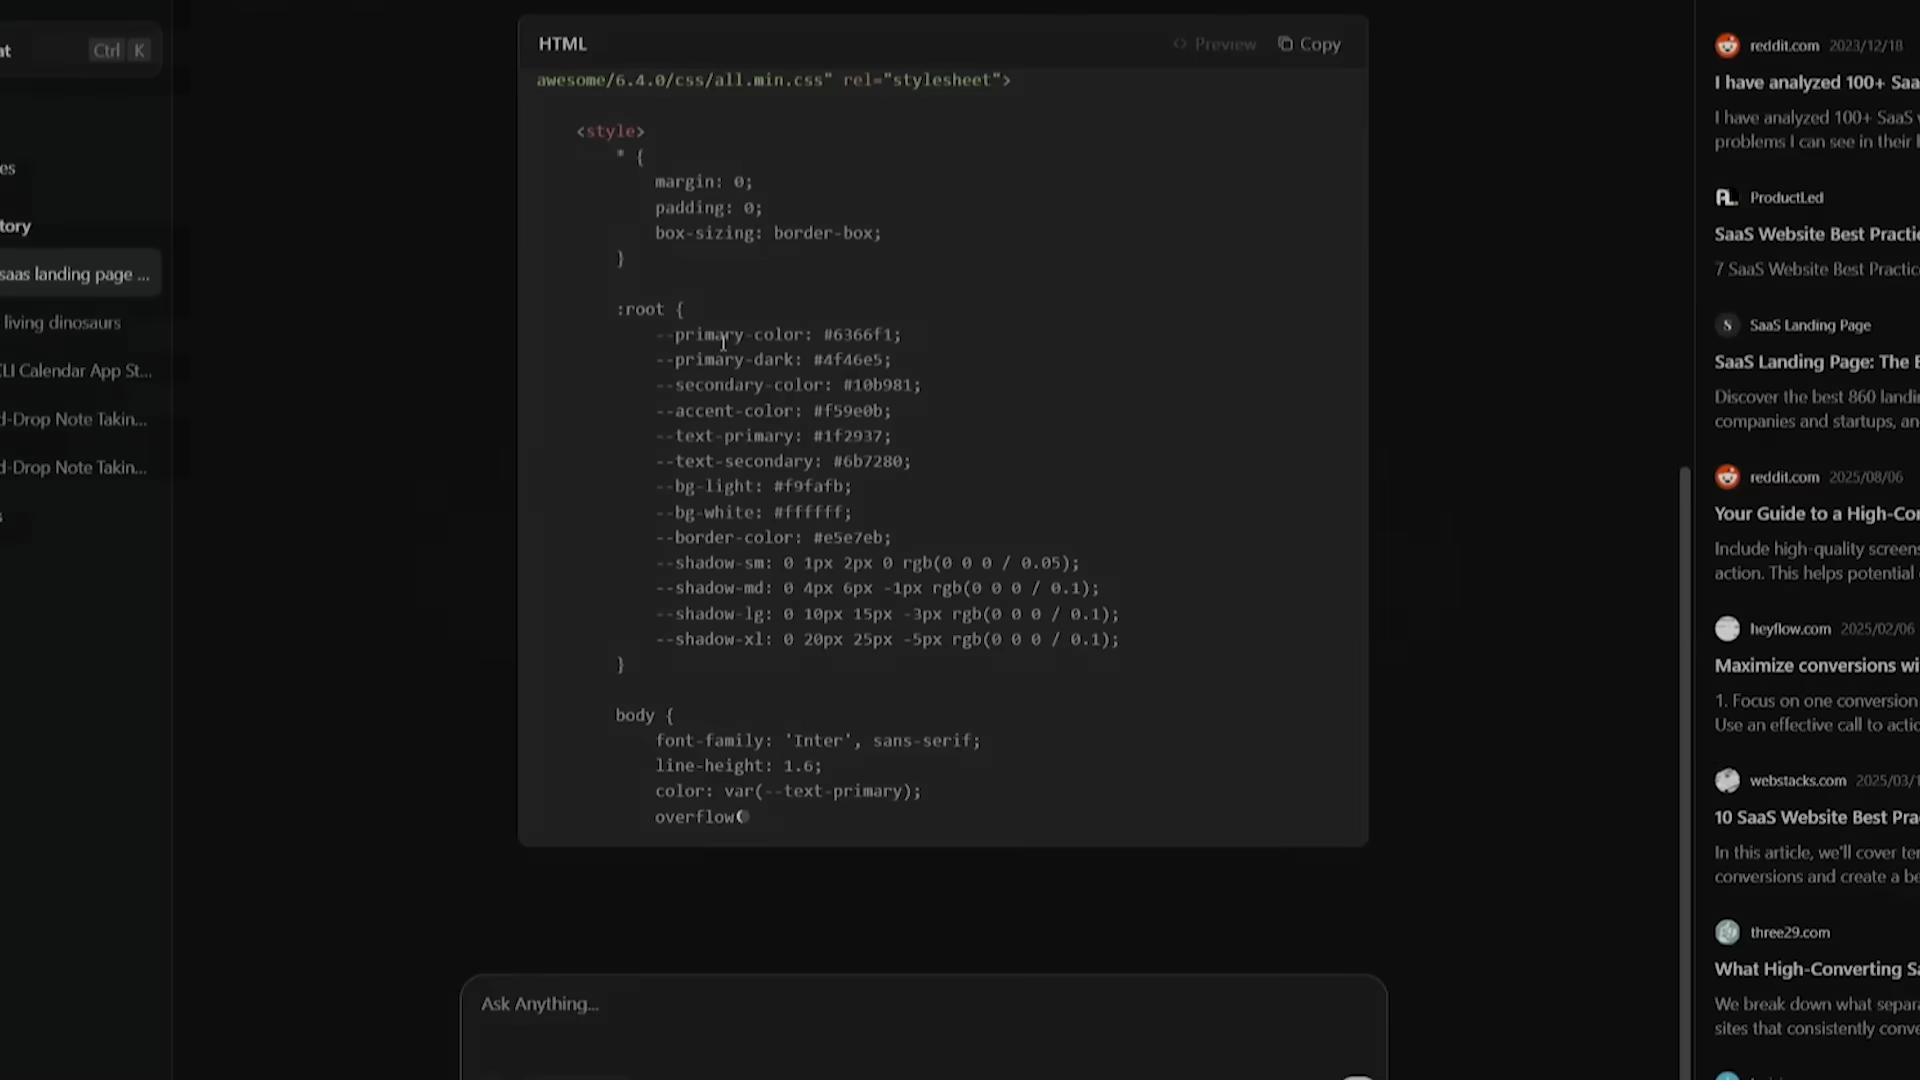 at
Ctrl K
es
tory
saas landing page ...
living dinosaurs
LI Calendar App St...
d-Drop Note Takin...
d-Drop Note Takin...
s
HTML
Preview
Copy
awesome/6.4.0/css/all.min.css" rel="stylesheet">
<style>
* {
margin: 0;
padding: 0;
box-sizing: border-box;
}
:root {
--primary-color: #6366f1;
--primary-dark: #4f46e5;
--secondary-color: #10b981;
--accent-color: #f59e0b;
--text-primary: #1f2937;
--text-secondary: #6b7280;
--bg-light: #f9fafb;
--bg-white: #ffffff;
--border-color: #e5e7eb;
--shadow-sm: 0 1px 2px 0 rgb(0 0 0 / 0.05);
--shadow-md: 0 4px 6px -1px rgb(0 0 0 / 0.1);
--shadow-lg: 0 10px 15px -3px rgb(0 0 0 / 0.1);
--shadow-xl: 0 20px 25px -5px rgb(0 0 0 / 0.1);
}
body {
font-family: 'Inter', sans-serif;
line-height: 1.6;
color: var(--text-primary);
overflow
Ask Anything...
reddit.com 2023/12/18
I have analyzed 100+ Saa
I have analyzed 100+ SaaS
problems I can see in their
ProductLed
SaaS Website Best Practi
7 SaaS Website Best Practic
S SaaS Landing Page
SaaS Landing Page: The
Discover the best 860 landi
companies and startups, an
reddit.com 2025/08/06
Your Guide to a High-Co
Include high-quality screens
action. This helps potential
heyflow.com 2025/02/06
Maximize conversions wi
1. Focus on one conversion
Use an effective call to actio
webstacks.com 2025/03/1
10 SaaS Website Best Pra
In this article, we'll cover te
conversions and create a be
three29.com
What High-Converting Sa
We break down what separa
sites that consistently conve